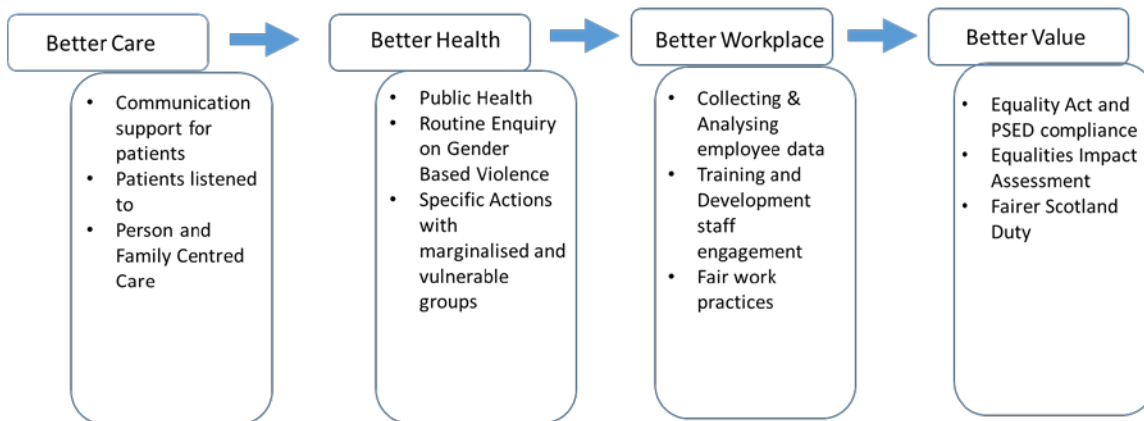 Better Care
Better Health
Better Workplace
Better Value
• Communication
support for
patients
• Patients listened
to
• Person and
Family Centred
Care
• Public Health
• Routine Enquiry
on Gender
Based Violence
• Specific Actions
with
marginalised and
vulnerable
groups
• Collecting &
Analysing
employee data
• Training and
Development
staff
engagement
• Fair work
practices
• Equality Act and
PSED compliance
• Equalities Impact
Assessment
• Fairer Scotland
Duty